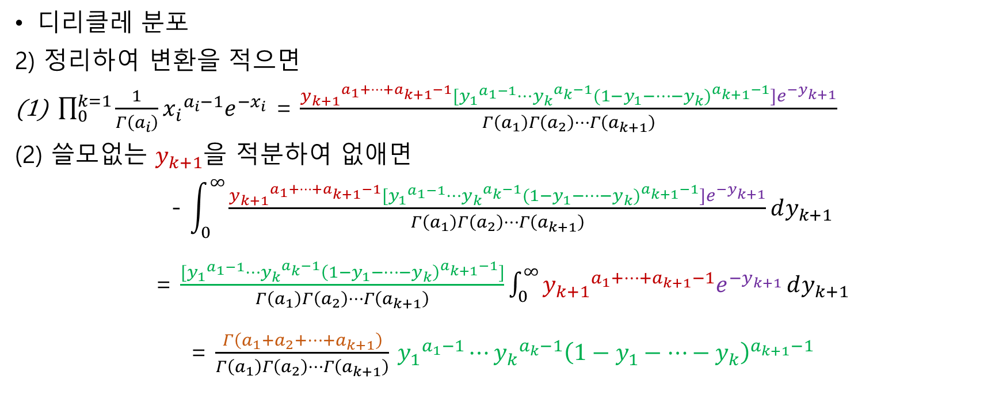 • 디리클레 분포
2) 정리하여 변환을 적으면
(1) $\prod_{0}^{k=1} \frac{1}{\Gamma(a_i)} {x_i}^{a_i-1} e^{-x_i} = \frac{{y_{k+1}}^{a_1+\cdots+a_{k+1}-1}[{y_1}^{a_1-1}\cdots {y_k}^{a_k-1}(1-y_1-\cdots-y_k)^{a_{k+1}-1}]e^{-y_{k+1}}}{\Gamma(a_1)\Gamma(a_2)\cdots\Gamma(a_{k+1})}$
(2) 쓸모없는 $y_{k+1}$을 적분하여 없애면
- $\int_0^\infty \frac{{y_{k+1}}^{a_1+\cdots+a_{k+1}-1}[{y_1}^{a_1-1}\cdots {y_k}^{a_k-1}(1-y_1-\cdots-y_k)^{a_{k+1}-1}]e^{-y_{k+1}}}{\Gamma(a_1)\Gamma(a_2)\cdots\Gamma(a_{k+1})} dy_{k+1}$
$= \frac{[{y_1}^{a_1-1}\cdots {y_k}^{a_k-1}(1-y_1-\cdots-y_k)^{a_{k+1}-1}]}{\Gamma(a_1)\Gamma(a_2)\cdots\Gamma(a_{k+1})} \int_0^\infty {y_{k+1}}^{a_1+\cdots+a_{k+1}-1} e^{-y_{k+1}} dy_{k+1}$
$= \frac{\Gamma(a_1+a_2+\cdots+a_{k+1})}{\Gamma(a_1)\Gamma(a_2)\cdots\Gamma(a_{k+1})} {y_1}^{a_1-1} \cdots {y_k}^{a_k-1}(1-y_1-\cdots-y_k)^{a_{k+1}-1}$